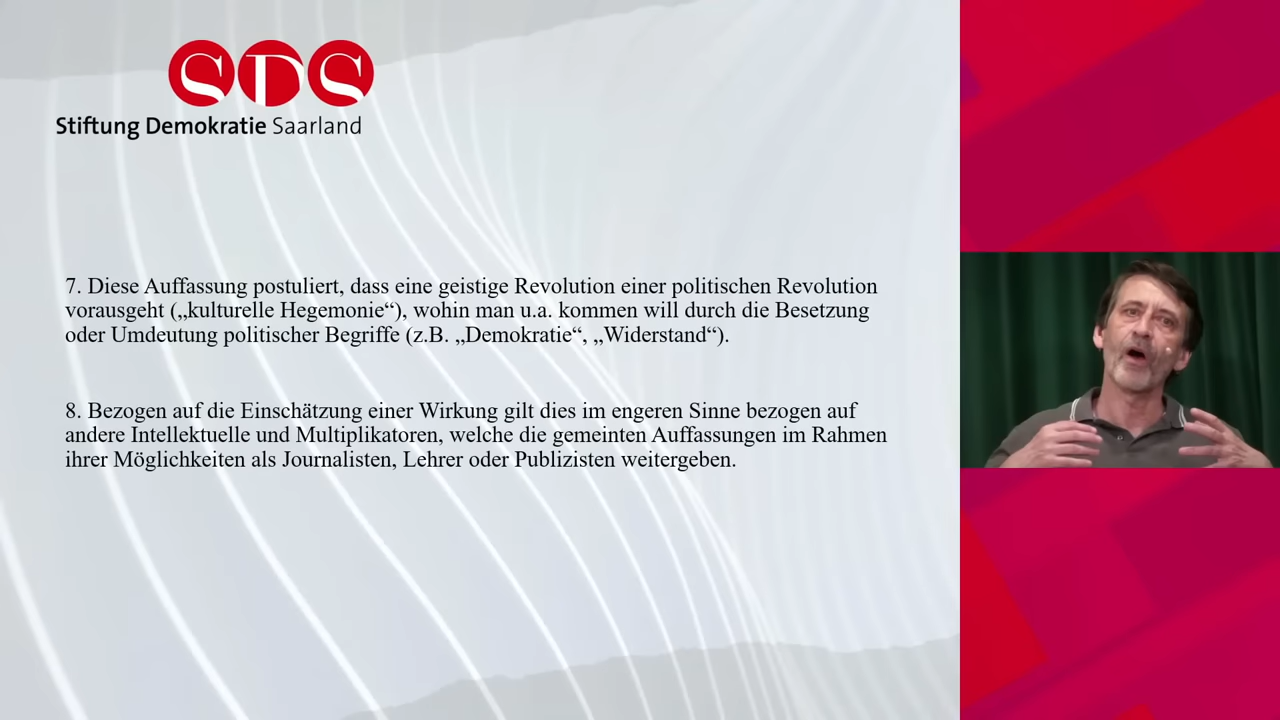 SDS
Stiftung Demokratie Saarland
7. Diese Auffassung postuliert, dass eine geistige Revolution einer politischen Revolution
vorausgeht („kulturelle Hegemonie“), wohin man u.a. kommen will durch die Besetzung
oder Umdeutung politischer Begriffe (z.B. „Demokratie“, „Widerstand“).
8. Bezogen auf die Einschätzung einer Wirkung gilt dies im engeren Sinne bezogen auf
andere Intellektuelle und Multiplikatoren, welche die gemeinten Auffassungen im Rahmen
ihrer Möglichkeiten als Journalisten, Lehrer oder Publizisten weitergeben.